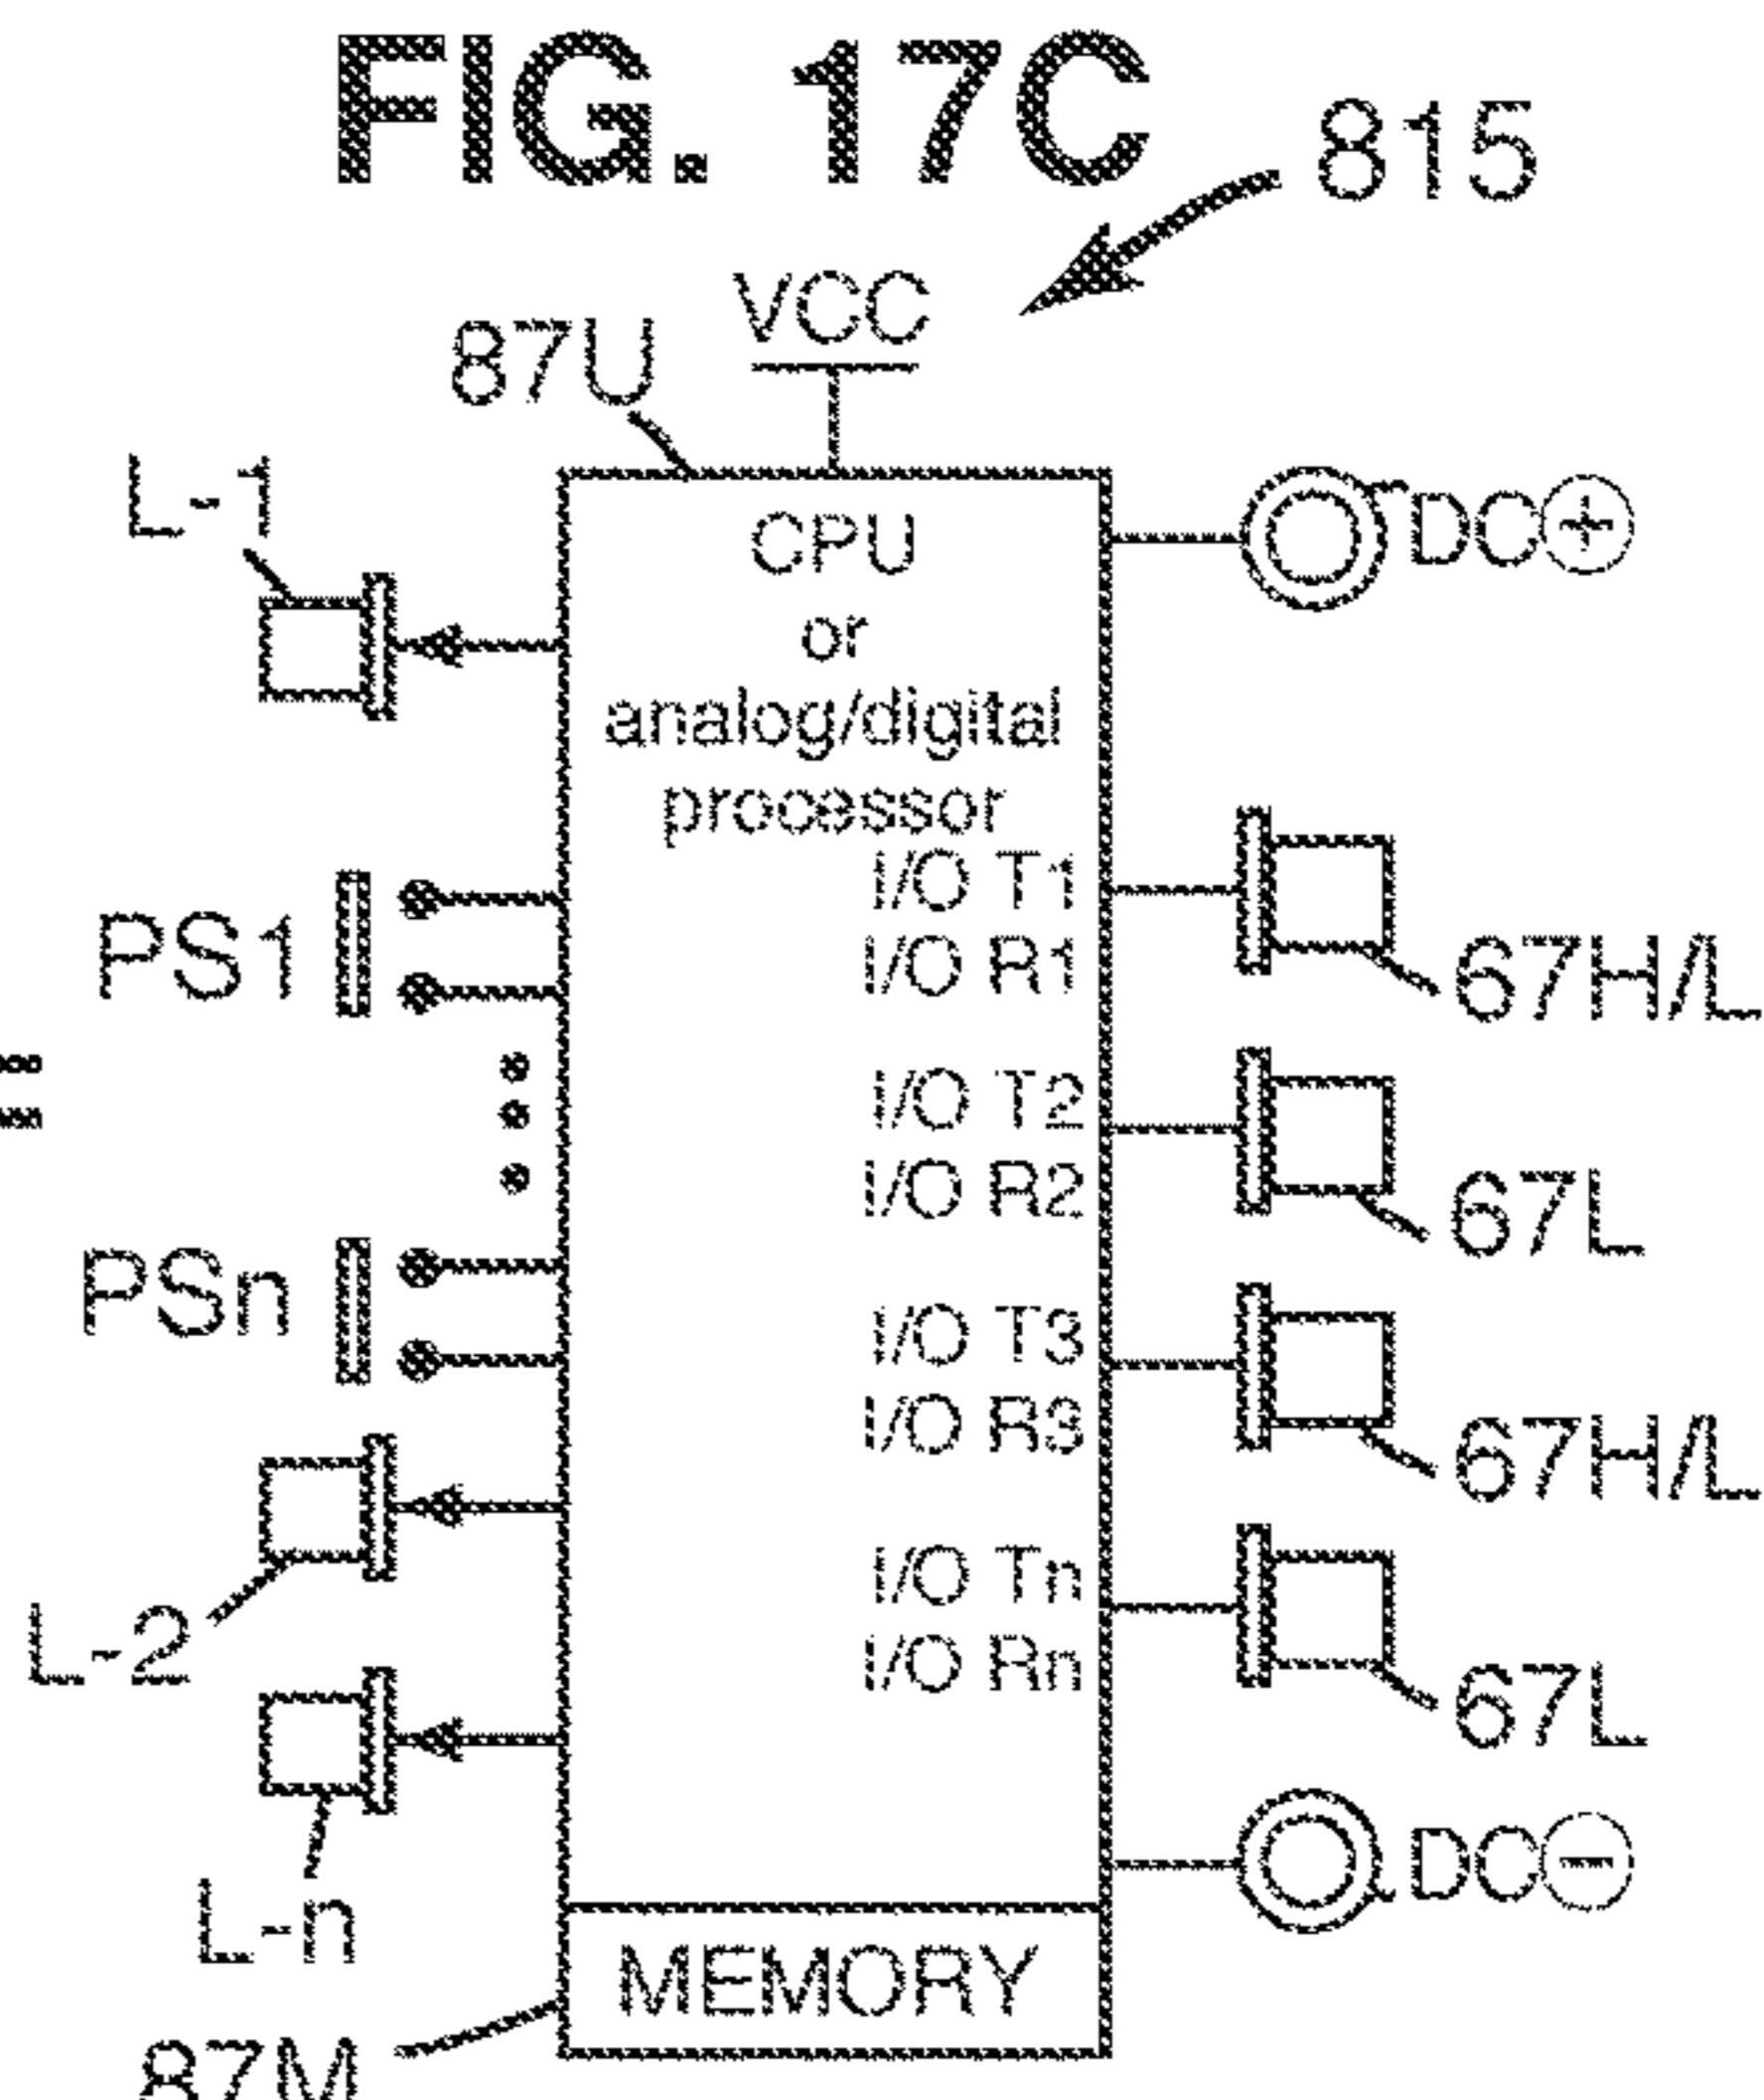 FIG. 17C
815
VCC
87U
L-1
CPU
or
analog/digital
processor
DC+
I/O T1
I/O R1
67H/L
PS1
I/O T2
I/O R2
67L
PSn
I/O T3
I/O R3
67H/L
L-2
I/O Tn
I/O Rn
67L
L-n
DC−
MEMORY
87M